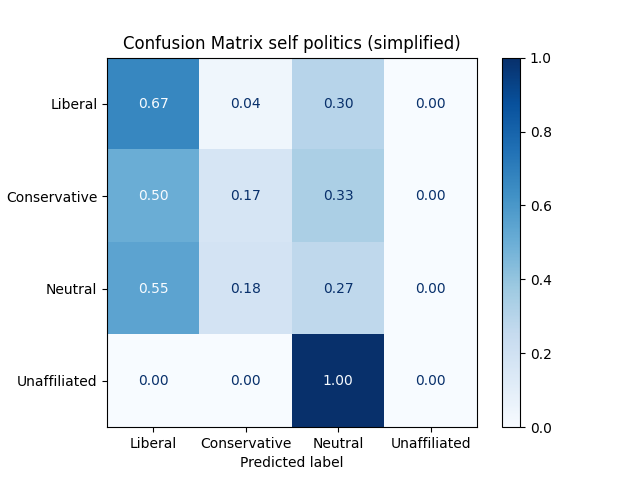 Confusion Matrix self politics (simplified)
1.0
Liberal 0.67 0.04 0.30 0.00
0.8
Conservative 0.50 0.17 0.33 0.00
0.6
0.4
Neutral 0.55 0.18 0.27 0.00
0.2
Unaffiliated 0.00 0.00 1.00 0.00
0.0
Liberal Conservative Neutral Unaffiliated
Predicted label